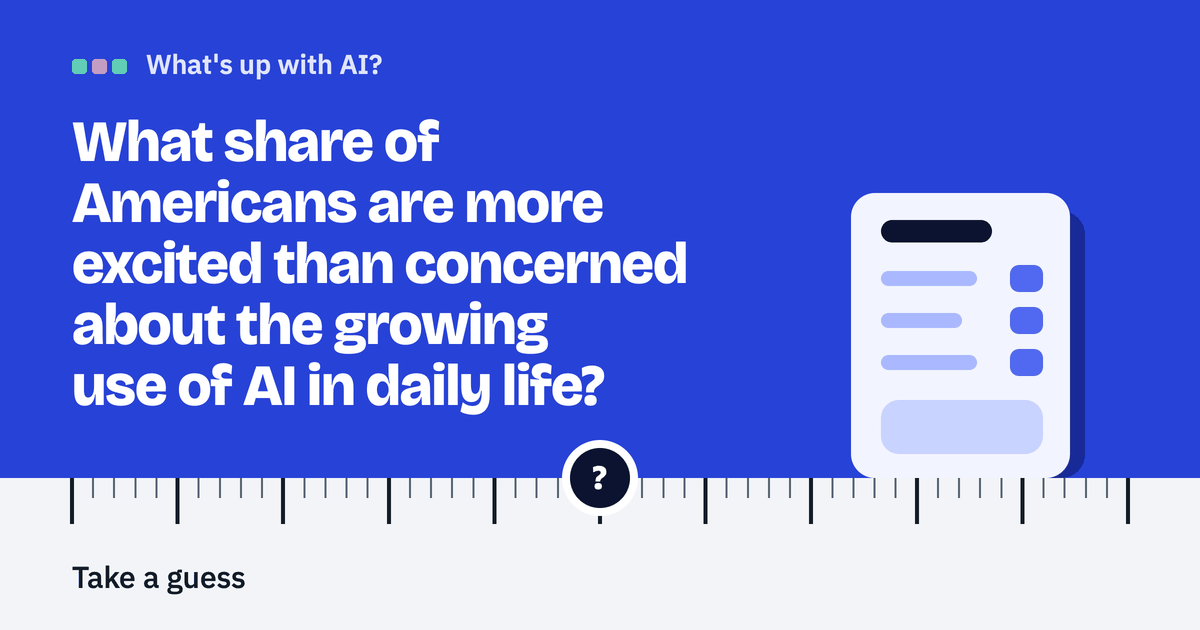 What's up with AI?
What share of
Americans are more
excited than concerned
about the growing
use of AI in daily life?
?
Take a guess